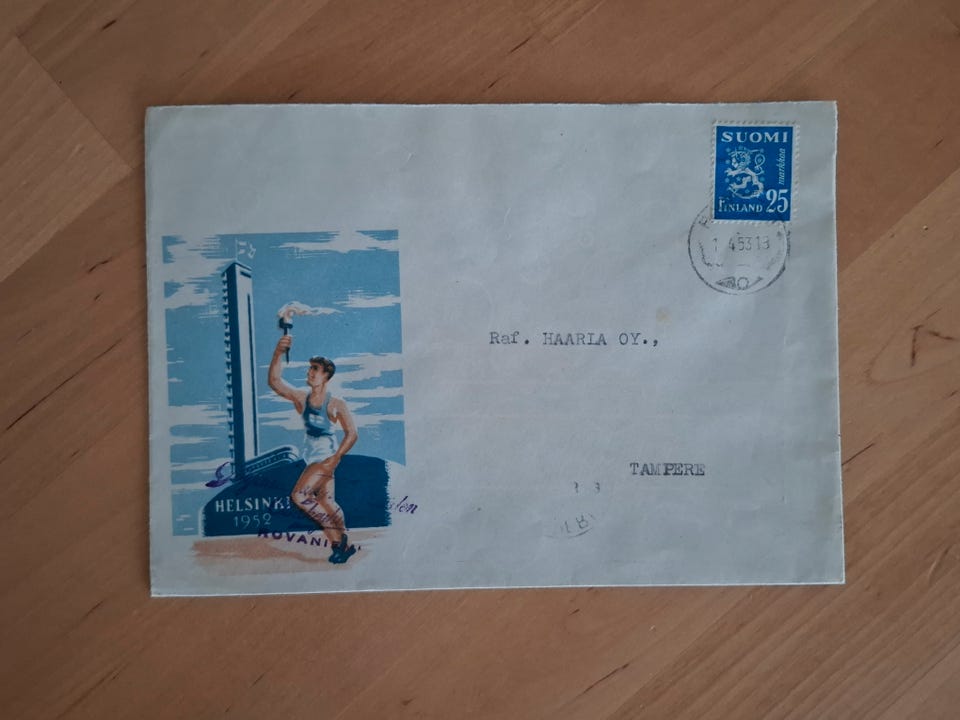 SUOMI
markkaa
FINLAND 25
1.4.53 13
Raf. HAARLA OY.,
TAMPERE
HELSINKI
1952
ROVANIEMI